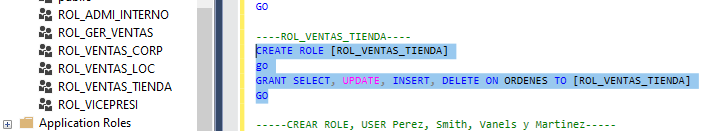 public
ROL_ADMI_INTERNO
ROL_GER_VENTAS
ROL_VENTAS_CORP
ROL_VENTAS_LOC
ROL_VENTAS_TIENDA
ROL_VICEPRESI
Application Roles
GO
----ROL_VENTAS_TIENDA----
CREATE ROLE [ROL_VENTAS_TIENDA]
go
GRANT SELECT, UPDATE, INSERT, DELETE ON ORDENES TO [ROL_VENTAS_TIENDA]
GO
-----CREAR ROLE, USER Perez, Smith, Vanels y Martinez-----